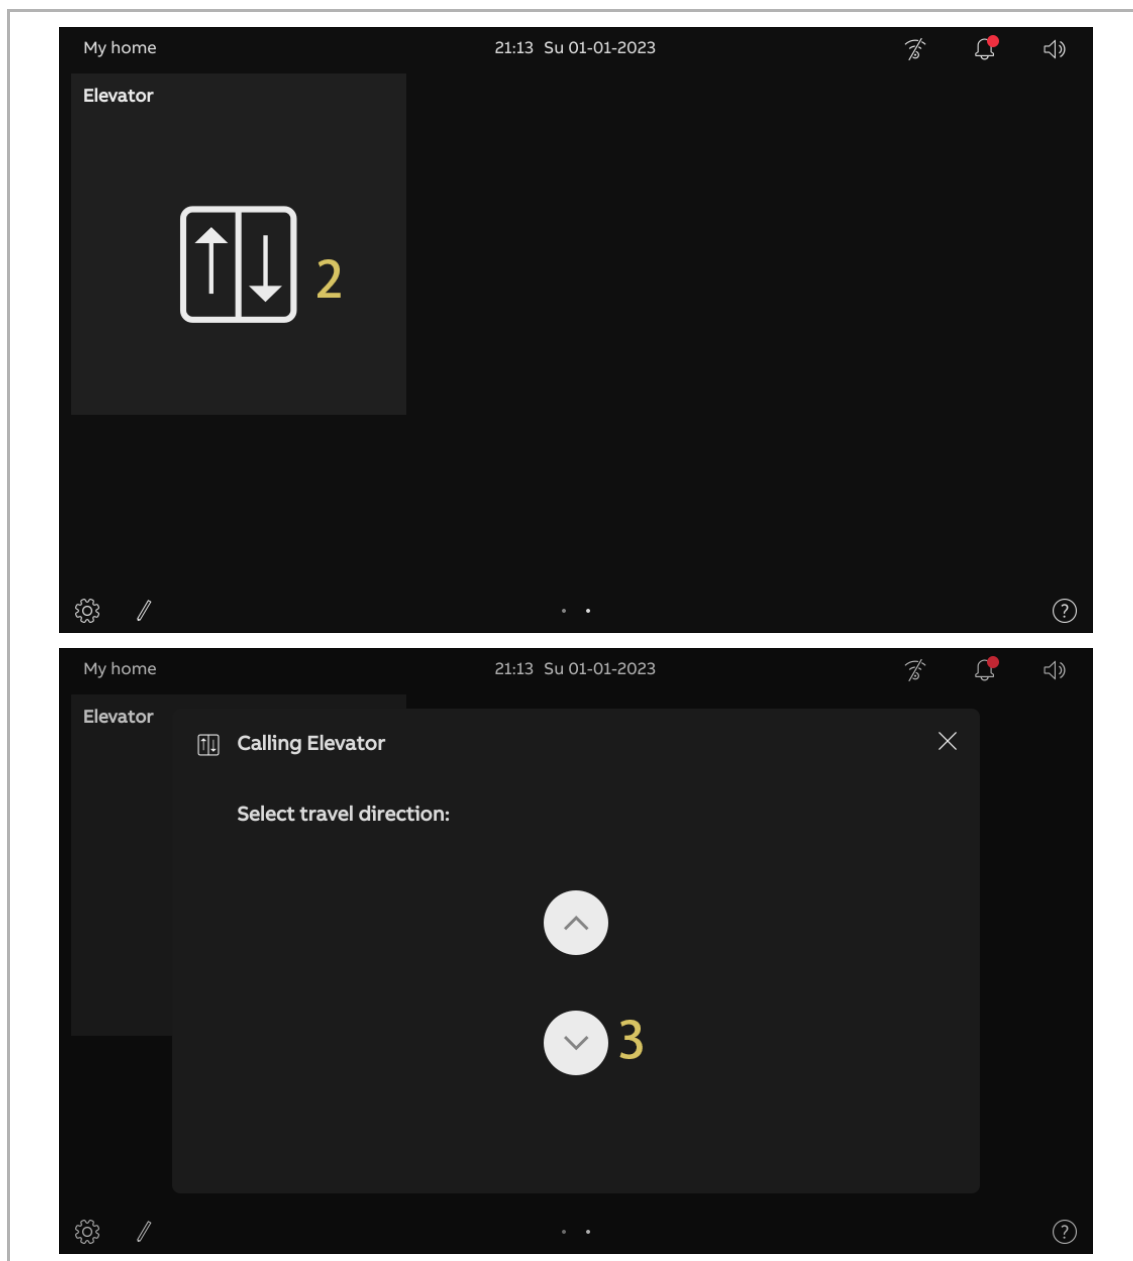 My home 21:13 Su 01-01-2023
Elevator
2
?
My home 21:13 Su 01-01-2023
Elevator
Calling Elevator
Select travel direction:
3
?